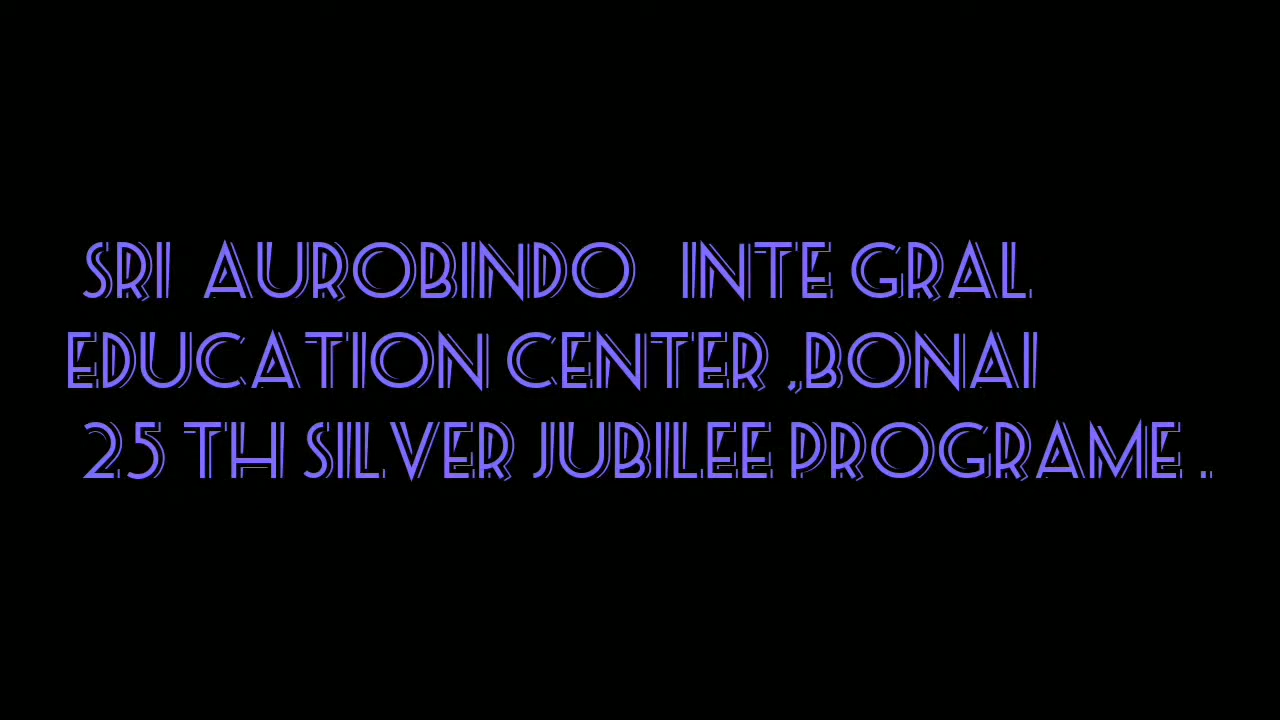 SRI AUROBINDO INTE GRAL
EDUCATION CENTER ,BONAI
25 TH SILVER JUBILEE PROGRAME .